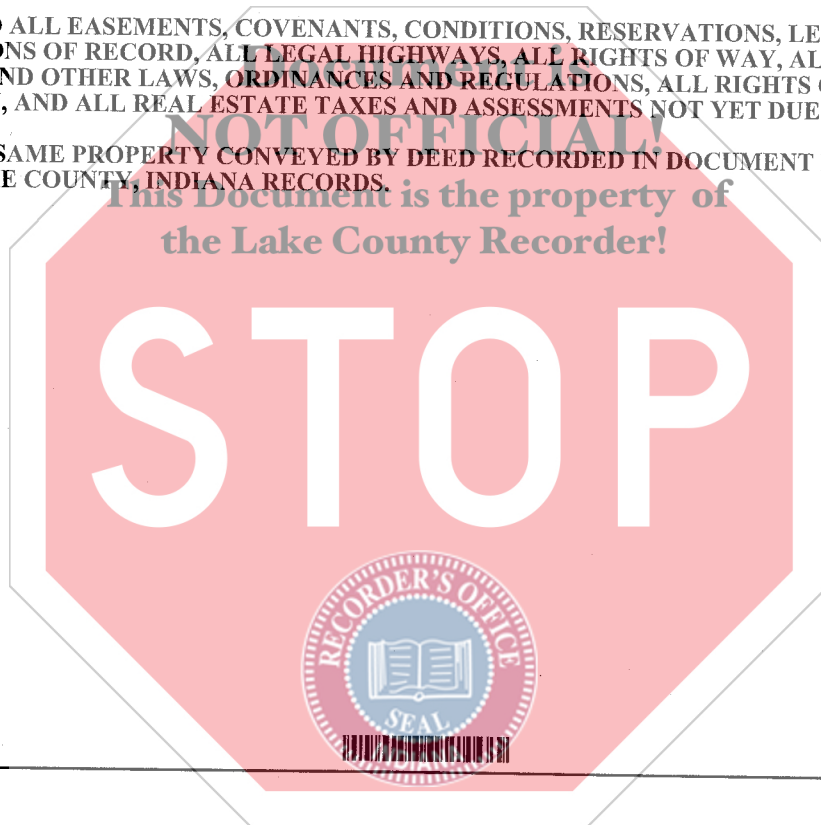 ALL EASEMENTS, COVENANTS, CONDITIONS, RESERVATIONS,
OF RECORD, ALL LEGAL HIGHWAYS, ALL RIGHTS OF WAY,
OTHER LAWS, ORDINANCES AND REGULATIONS, ALL RIGHTS
, AND ALL REAL ESTATE TAXES AND ASSESSMENTS NOT YET DUE
SAME PROPERTY CONVEYED BY DEED RECORDED IN DOCUMENT
COUNTY, INDIANA RECORDS.
Document is
NOT OFFICIAL!
This Document is the property of
the Lake County Recorder!
STOP
RECORDER'S OFFICE
SEAL
INDIANA